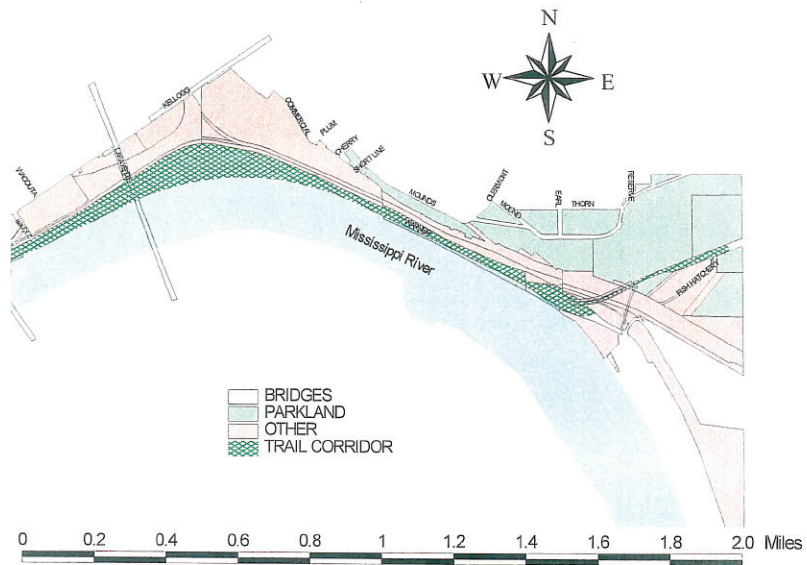 N
W E
S
KELLOGG
COMMERCIAL
PLUM
CHERRY
SHORT LINE
LAFAYETTE
WACOUTA
MOUNDS
CLERMONT
MOUND
EARL
THORN
RESERVE
WARNER
Mississippi River
FISH HATCHERY
BRIDGES
PARKLAND
OTHER
TRAIL CORRIDOR
0 0.2 0.4 0.6 0.8 1 1.2 1.4 1.6 1.8 2.0 Miles